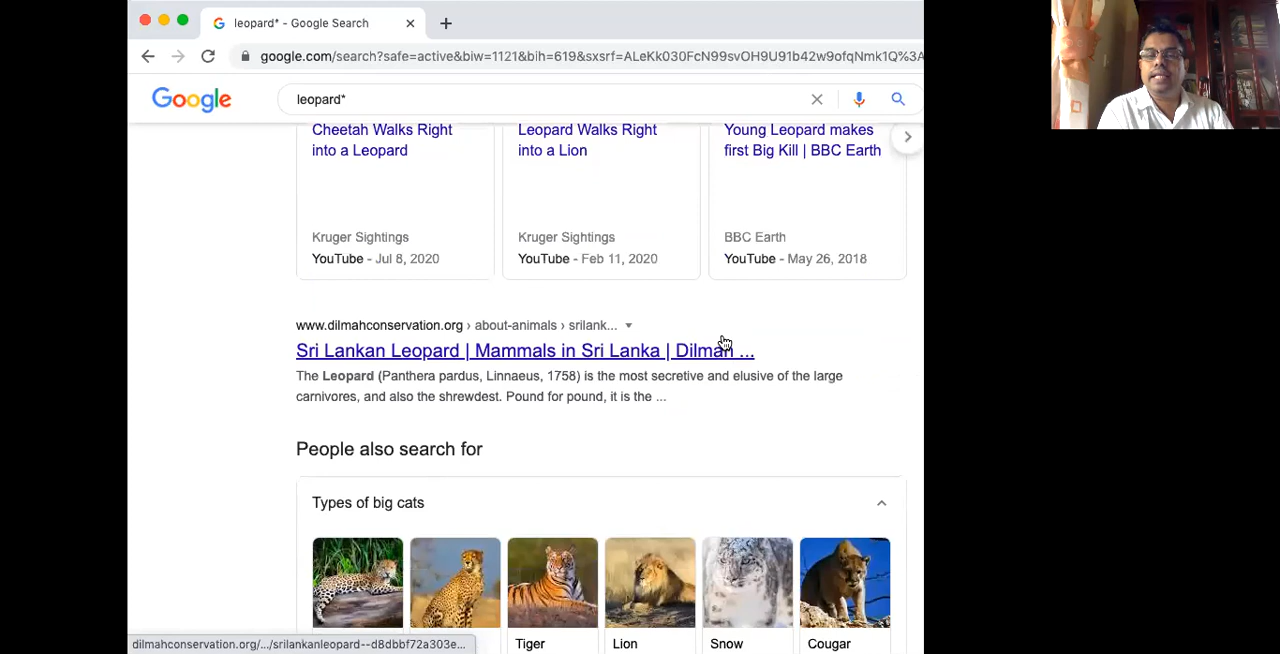 leopard* - Google Search
google.com/search?safe=active&biw=1121&bih=619&sxsrf=ALeKk030FcN99svOH9U91b42w9ofqNmk1Q%3A
Google
leopard*
Cheetah Walks Right
into a Leopard
Kruger Sightings
YouTube - Jul 8, 2020
Leopard Walks Right
into a Lion
Kruger Sightings
YouTube - Feb 11, 2020
Young Leopard makes
first Big Kill | BBC Earth
BBC Earth
YouTube - May 26, 2018
www.dilmahconservation.org › about-animals › srilank...
Sri Lankan Leopard | Mammals in Sri Lanka | Dilmah ...
The Leopard (Panthera pardus, Linnaeus, 1758) is the most secretive and elusive of the large
carnivores, and also the shrewdest. Pound for pound, it is the ...
People also search for
Types of big cats
Tiger
Lion
Snow
Cougar
dilmahconservation.org/.../srilankanleopard--d8dbbf72a303e...